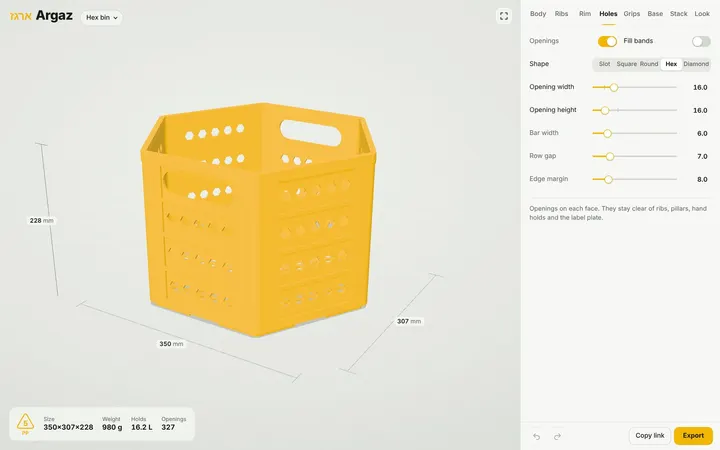 ארגז Argaz
Hex bin
Body Ribs Rim Holes Grips Base Stack Look
Openings Fill bands
Shape Slot Square Round Hex Diamond
Opening width 16.0
Opening height 16.0
Bar width 6.0
Row gap 7.0
Edge margin 8.0
Openings on each face. They stay clear of ribs, pillars, hand
holds and the label plate.
228 mm
307 mm
350 mm
5
PP
Size Weight Holds Openings
350×307×228 980 g 16.2 L 327
Copy link Export